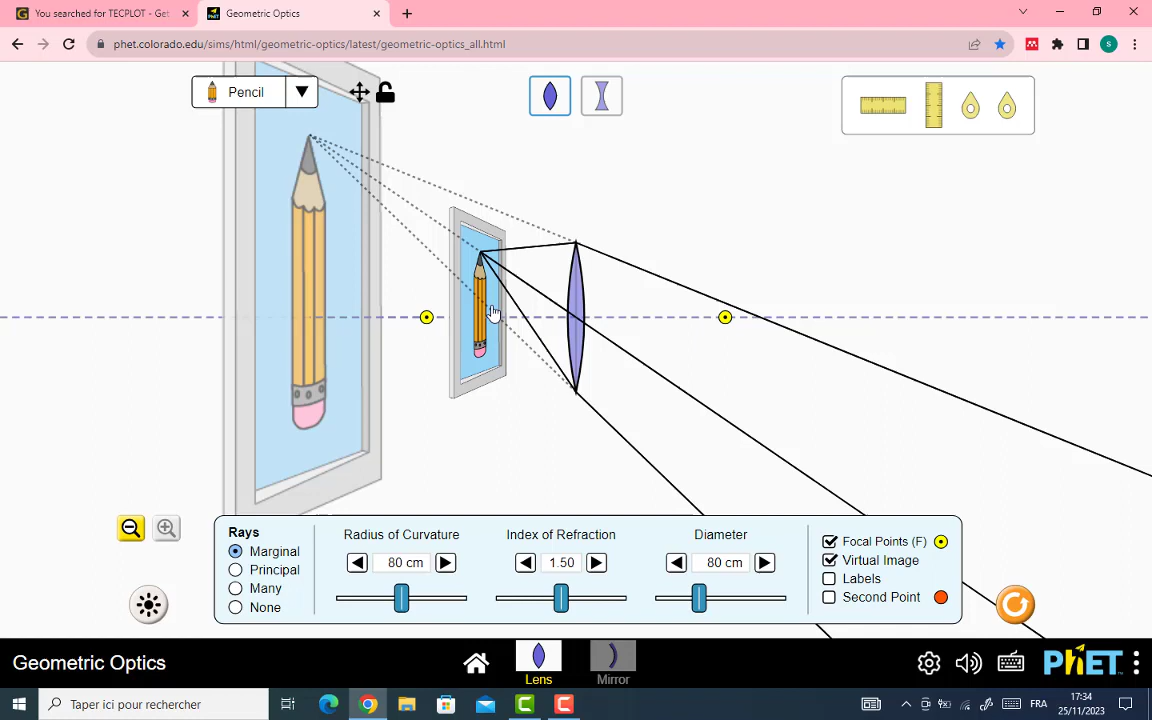 You searched for TECPLOT - Get
Geometric Optics
phet.colorado.edu/sims/html/geometric-optics/latest/geometric-optics_all.html
S
Pencil
Rays
Marginal
Principal
Many
None
Radius of Curvature
80 cm
Index of Refraction
1.50
Diameter
80 cm
Focal Points (F)
Virtual Image
Labels
Second Point
Geometric Optics
Lens
Mirror
PhET
Taper ici pour rechercher
FRA
17:34
25/11/2023